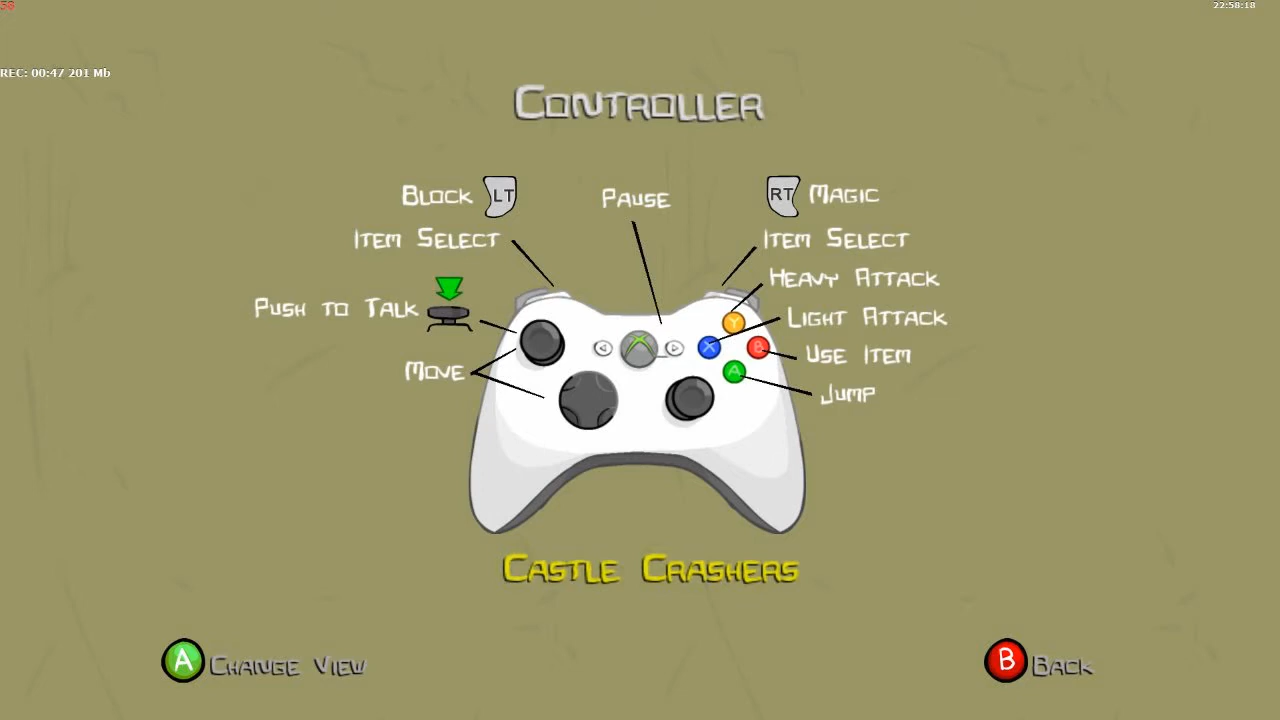 58
22:58:18
REC: 00:47 201 Mb
CONTROLLER
BLOCK LT
PAUSE
RT MAGIC
ITEM SELECT
ITEM SELECT
HEAVY ATTACK
PUSH TO TALK
LIGHT ATTACK
Y
X
B
USE ITEM
MOVE
A
JUMP
CASTLE CRASHERS
A CHANGE VIEW
B BACK